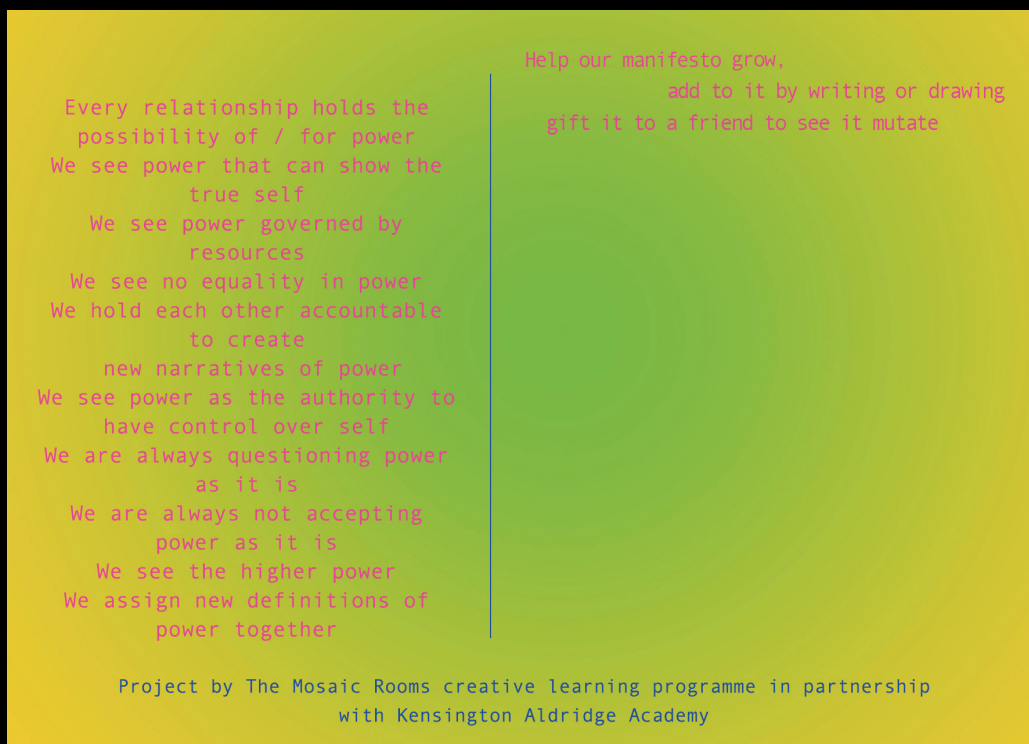 Every relationship holds the
possibility of / for power
We see power that can show the
true self
We see power governed by
resources
We see no equality in power
We hold each other accountable
to create
new narratives of power
We see power as the authority to
have control over self
We are always questioning power
as it is
We are always not accepting
power as it is
We see the higher power
We assign new definitions of
power together
Help our manifesto grow,
add to it by writing or drawing
gift it to a friend to see it mutate
Project by The Mosaic Rooms creative learning programme in partnership
with Kensington Aldridge Academy